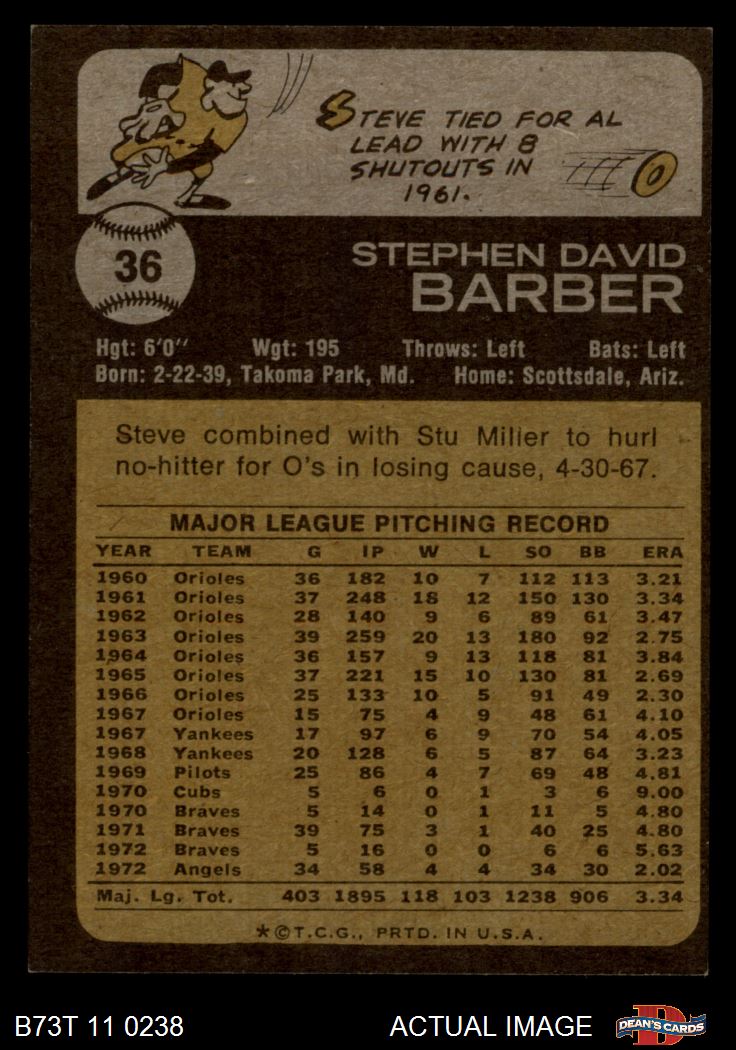 STEVE TIED FOR AL
LEAD WITH 8
SHUTOUTS IN
1961.
36
STEPHEN DAVID
BARBER
Hgt: 6'0" Wgt: 195 Throws: Left Bats: Left
Born: 2-22-39, Takoma Park, Md. Home: Scottsdale, Ariz.
Steve combined with Stu Miller to hurl
no-hitter for O's in losing cause, 4-30-67.
MAJOR LEAGUE PITCHING RECORD
YEAR TEAM G IP W L SO BB ERA
1960 Orioles 36 182 10 7 112 113 3.21
1961 Orioles 37 248 18 12 150 130 3.34
1962 Orioles 28 140 9 6 89 61 3.47
1963 Orioles 39 259 20 13 180 92 2.75
1964 Orioles 36 157 9 13 118 81 3.84
1965 Orioles 37 221 15 10 130 81 2.69
1966 Orioles 25 133 10 5 91 49 2.30
1967 Orioles 15 75 4 9 48 61 4.10
1967 Yankees 17 97 6 9 70 54 4.05
1968 Yankees 20 128 6 5 87 64 3.23
1969 Pilots 25 86 4 7 69 48 4.81
1970 Cubs 5 6 0 1 3 6 9.00
1970 Braves 5 14 0 1 11 5 4.80
1971 Braves 39 75 3 1 40 25 4.80
1972 Braves 5 16 0 0 6 6 5.63
1972 Angels 34 58 4 4 34 30 2.02
Maj. Lg. Tot. 403 1895 118 103 1238 906 3.34
*©T.C.G., PRTD. IN U.S.A.
B73T 11 0238 ACTUAL IMAGE
D
DEAN'S CARDS